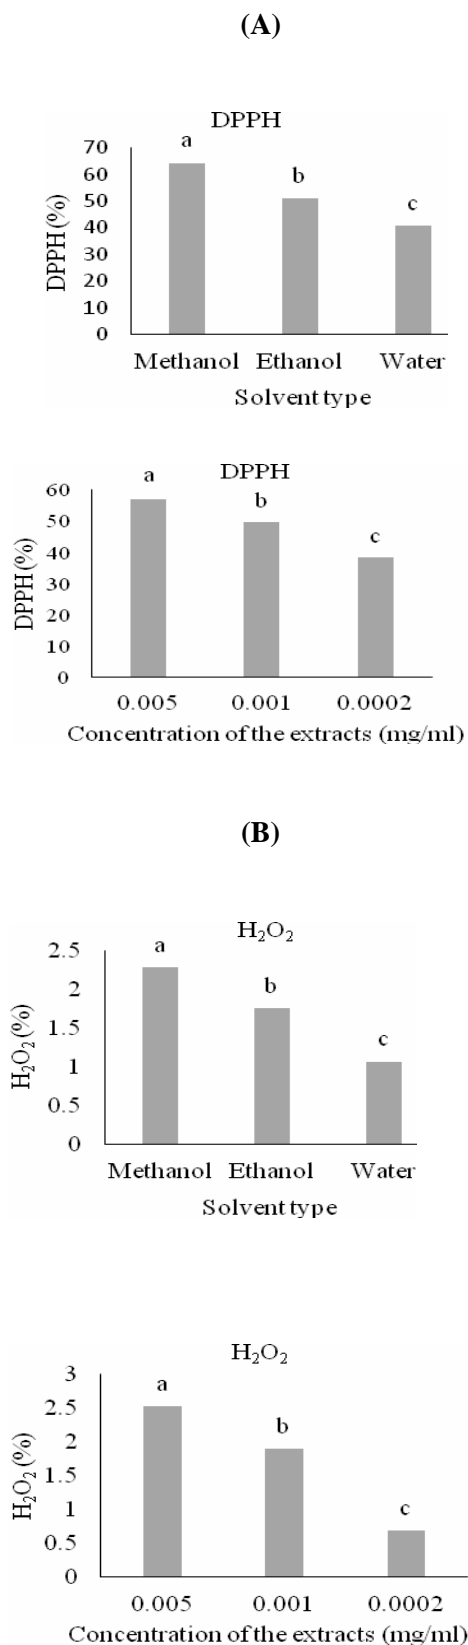 (A)
DPPH
a
b
c
70
60
50
40
30
20
10
0
DPPH (%)
Methanol Ethanol Water
Solvent type
DPPH
a
b
c
60
50
40
30
20
10
0
DPPH (%)
0.005 0.001 0.0002
Concentration of the extracts (mg/ml)
(B)
H₂O₂
a
b
c
2.5
2
1.5
1
0.5
0
H₂O₂ (%)
Methanol Ethanol Water
Solvent type
H₂O₂
a
b
c
3
2.5
2
1.5
1
0.5
0
H₂O₂ (%)
0.005 0.001 0.0002
Concentration of the extracts (mg/ml)